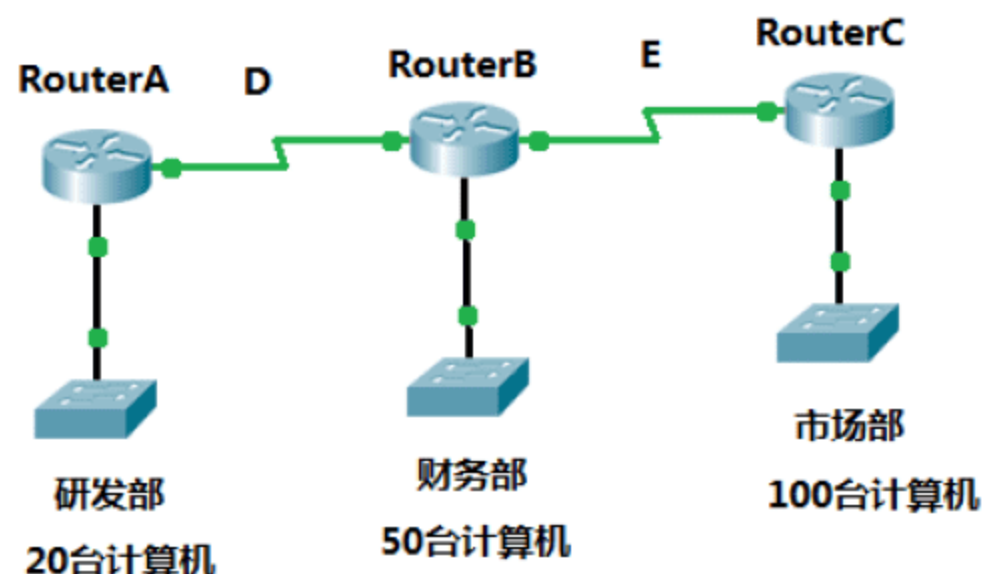 RouterA
D
RouterB
E
RouterC
研发部
20台计算机
财务部
50台计算机
市场部
100台计算机